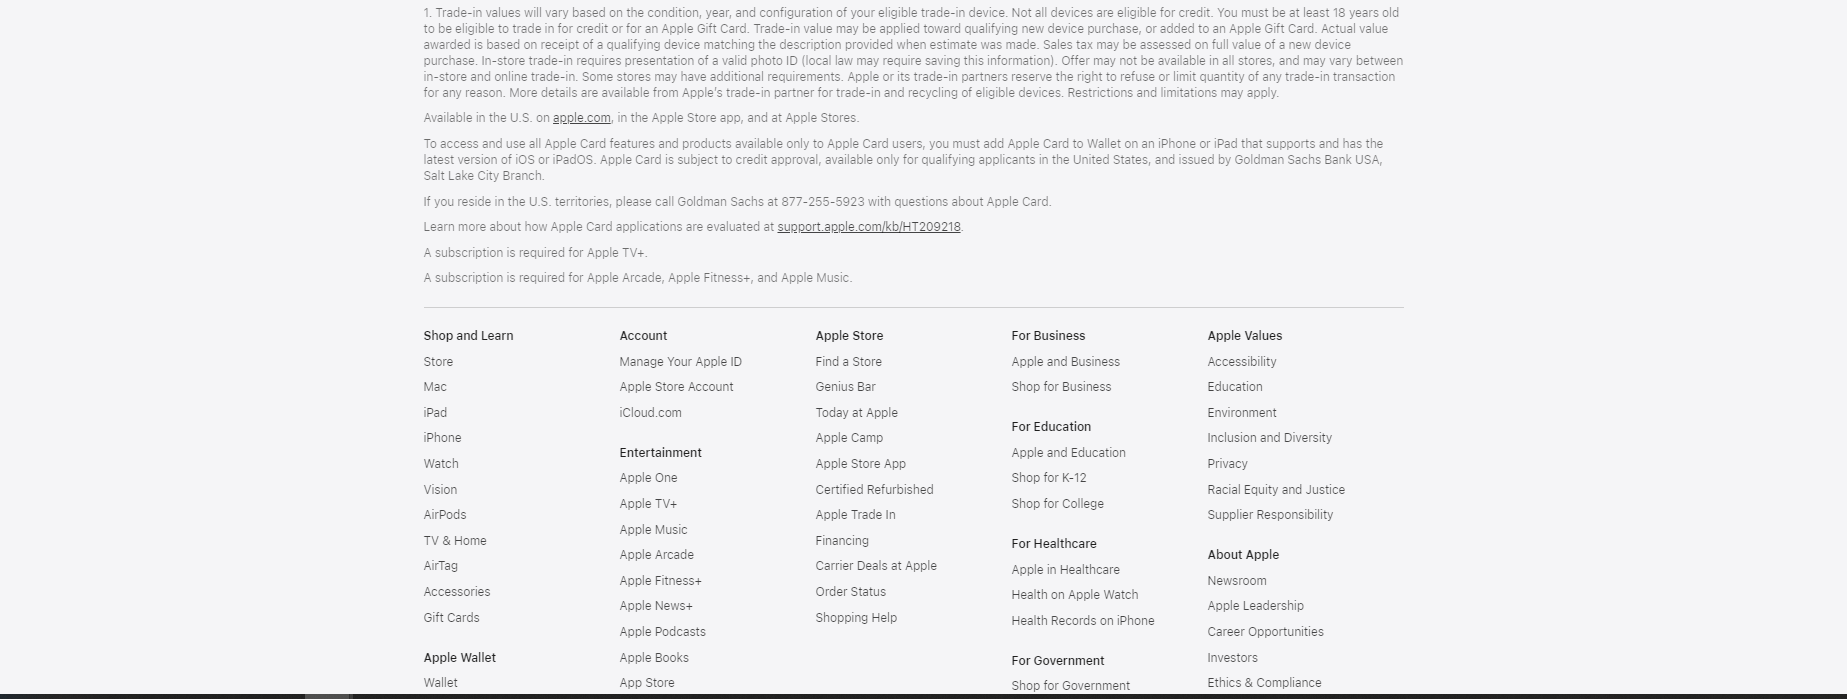 1. Trade-in values will vary based on the condition, year, and configuration of your eligible trade-in device. Not all devices are eligible for credit. You must be at least 18 years old
to be eligible to trade in for credit or for an Apple Gift Card. Trade-in value may be applied toward qualifying new device purchase, or added to an Apple Gift Card. Actual value
awarded is based on receipt of a qualifying device matching the description provided when estimate was made. Sales tax may be assessed on full value of a new device
purchase. In-store trade-in requires presentation of a valid photo ID (local law may require saving this information). Offer may not be available in all stores, and may vary between
in-store and online trade-in. Some stores may have additional requirements. Apple or its trade-in partners reserve the right to refuse or limit quantity of any trade-in transaction
for any reason. More details are available from Apple's trade-in partner for trade-in and recycling of eligible devices. Restrictions and limitations may apply.
Available in the U.S. on apple.com, in the Apple Store app, and at Apple Stores.
To access and use all Apple Card features and products available only to Apple Card users, you must add Apple Card to Wallet on an iPhone or iPad that supports and has the
latest version of iOS or iPadOS. Apple Card is subject to credit approval, available only for qualifying applicants in the United States, and issued by Goldman Sachs Bank USA,
Salt Lake City Branch.
If you reside in the U.S. territories, please call Goldman Sachs at 877-255-5923 with questions about Apple Card.
Learn more about how Apple Card applications are evaluated at support.apple.com/kb/HT209218.
A subscription is required for Apple TV+.
A subscription is required for Apple Arcade, Apple Fitness+, and Apple Music.
Shop and Learn
Store
Mac
iPad
iPhone
Watch
Vision
AirPods
TV & Home
AirTag
Accessories
Gift Cards
Apple Wallet
Wallet
Account
Manage Your Apple ID
Apple Store Account
iCloud.com
Entertainment
Apple One
Apple TV+
Apple Music
Apple Arcade
Apple Fitness+
Apple News+
Apple Podcasts
Apple Books
App Store
Apple Store
Find a Store
Genius Bar
Today at Apple
Apple Camp
Apple Store App
Certified Refurbished
Apple Trade In
Financing
Carrier Deals at Apple
Order Status
Shopping Help
For Business
Apple and Business
Shop for Business
For Education
Apple and Education
Shop for K-12
Shop for College
For Healthcare
Apple in Healthcare
Health on Apple Watch
Health Records on iPhone
For Government
Shop for Government
Apple Values
Accessibility
Education
Environment
Inclusion and Diversity
Privacy
Racial Equity and Justice
Supplier Responsibility
About Apple
Newsroom
Apple Leadership
Career Opportunities
Investors
Ethics & Compliance